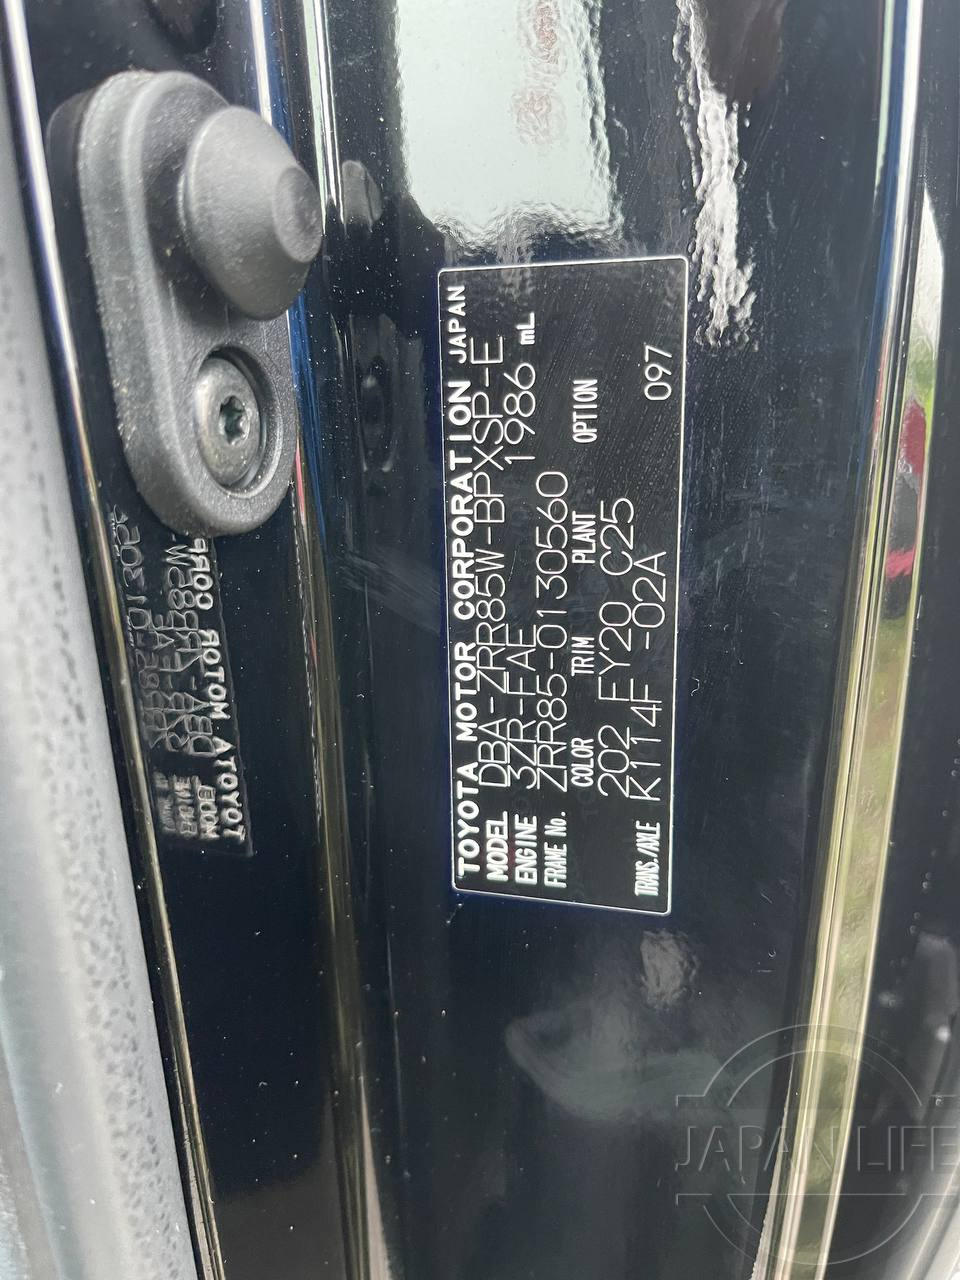 TOYOTA MOTOR CORPORATION JAPAN
MODEL DBA-ZRR85W-BPXSP-E
ENGINE 3ZR-FAE 1986 mL
FRAME No. ZRR85-0130560
COLOR TRIM PLANT OPTION
202 FY20 C25
TRANS./AXLE K114F -02A 097
JAPAN LIFE